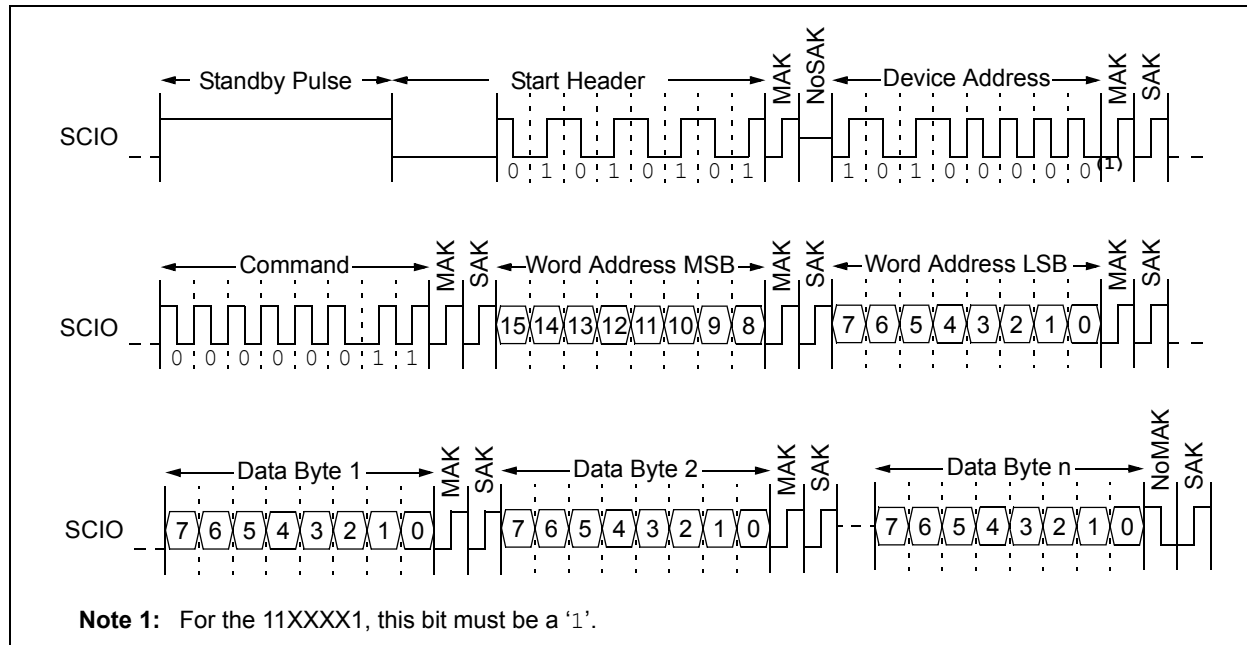 Standby Pulse Start Header MAK NoSAK Device Address MAK SAK
SCIO
0 1 0 1 0 1 0 1 1 0 1 0 0 0 0 0(1)
Command MAK SAK Word Address MSB MAK SAK Word Address LSB MAK SAK
SCIO 15 14 13 12 11 10 9 8 7 6 5 4 3 2 1 0
0 0 0 0 0 0 1 1
Data Byte 1 MAK SAK Data Byte 2 MAK SAK Data Byte n NoMAK SAK
SCIO 7 6 5 4 3 2 1 0 7 6 5 4 3 2 1 0 7 6 5 4 3 2 1 0
Note 1: For the 11XXXX1, this bit must be a ‘1’.